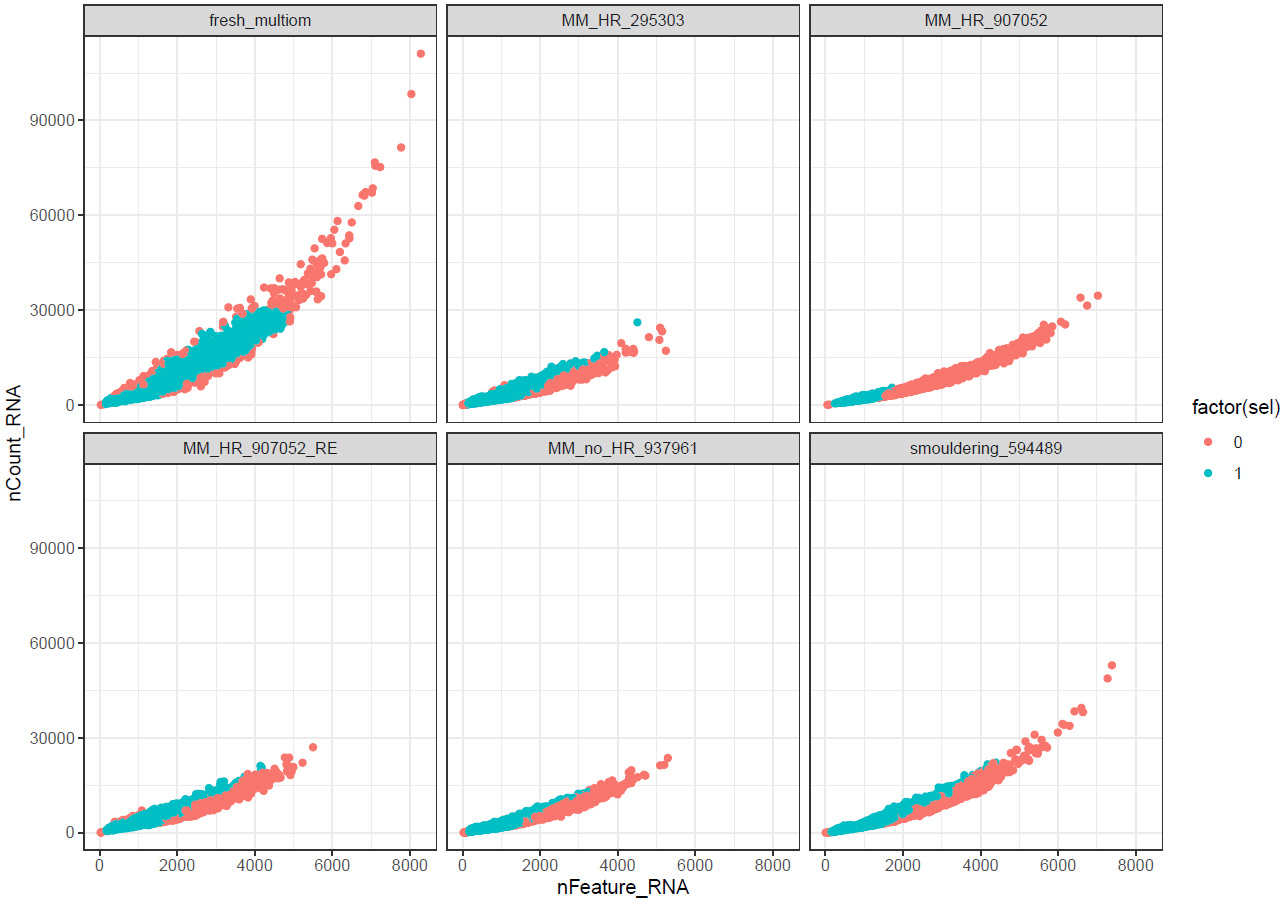 fresh_multiom
MM_HR_295303
MM_HR_907052
90000
60000
30000
0
MM_HR_907052_RE
MM_no_HR_937961
smouldering_594489
90000
60000
30000
0
0 2000 4000 6000 8000
0 2000 4000 6000 8000
0 2000 4000 6000 8000
nFeature_RNA
nCount_RNA
factor(sel)
0
1